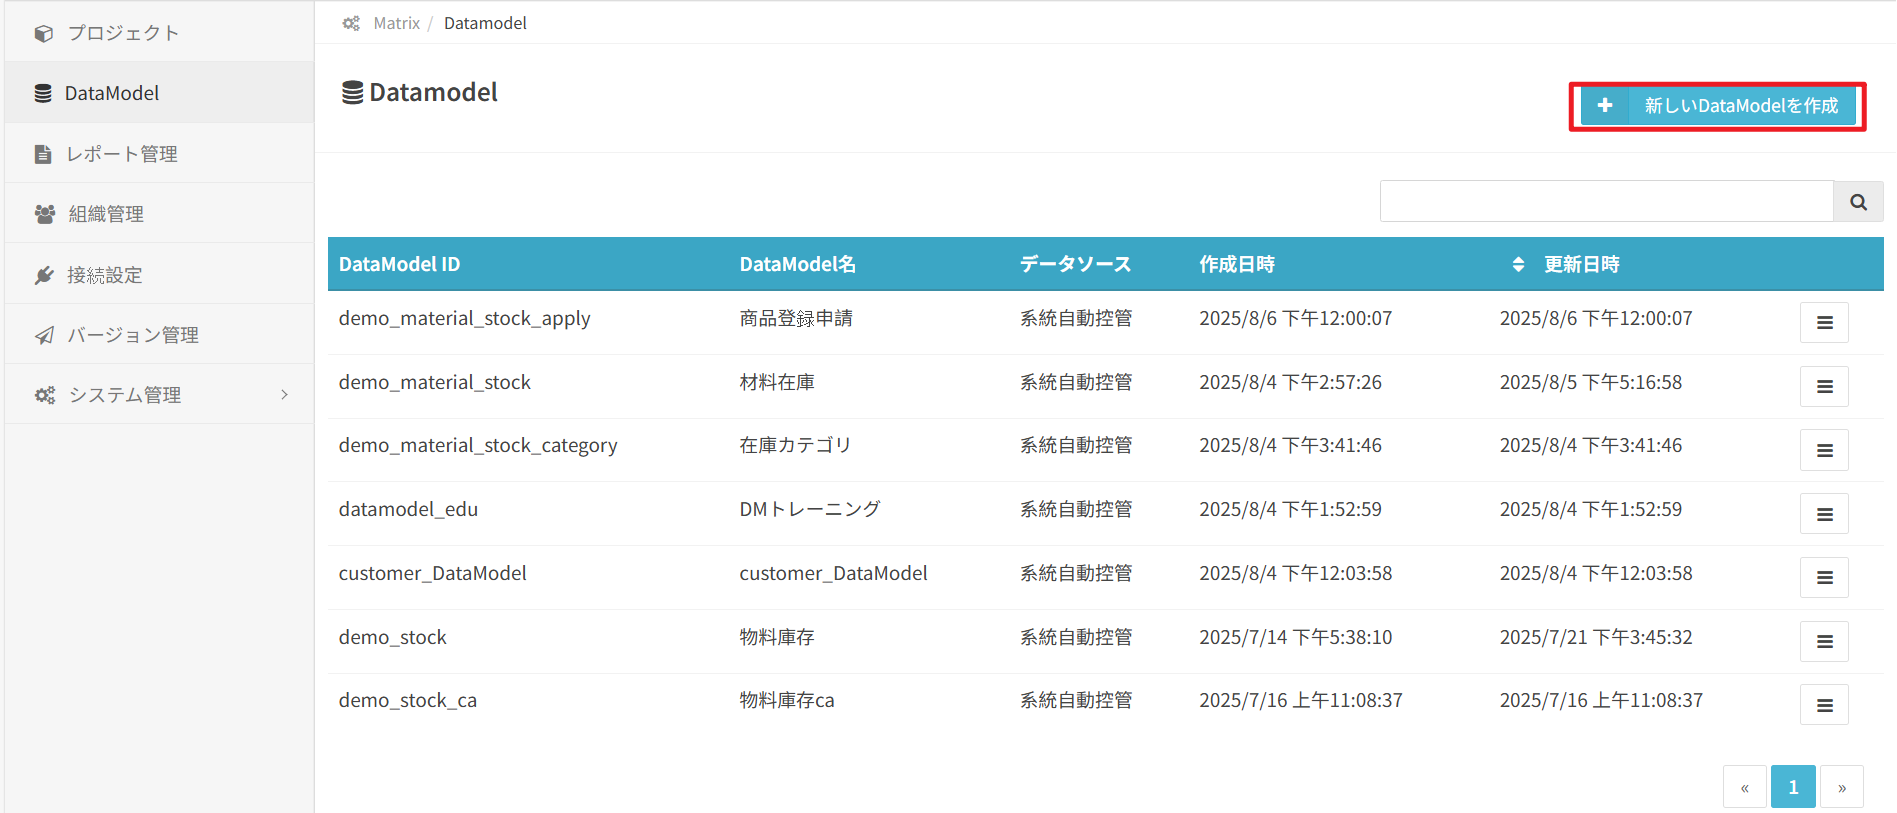 プロジェクト
DataModel
レポート管理
組織管理
接続設定
バージョン管理
システム管理
Matrix / Datamodel
Datamodel
新しいDataModelを作成
DataModel ID DataModel名 データソース 作成日時 更新日時
demo_material_stock_apply 商品登録申請 系統自動控管 2025/8/6 下午12:00:07 2025/8/6 下午12:00:07
demo_material_stock 材料在庫 系統自動控管 2025/8/4 下午2:57:26 2025/8/5 下午5:16:58
demo_material_stock_category 在庫カテゴリ 系統自動控管 2025/8/4 下午3:41:46 2025/8/4 下午3:41:46
datamodel_edu DMトレーニング 系統自動控管 2025/8/4 下午1:52:59 2025/8/4 下午1:52:59
customer_DataModel customer_DataModel 系統自動控管 2025/8/4 下午12:03:58 2025/8/4 下午12:03:58
demo_stock 物料庫存 系統自動控管 2025/7/14 下午5:38:10 2025/7/21 下午3:45:32
demo_stock_ca 物料庫存ca 系統自動控管 2025/7/16 上午11:08:37 2025/7/16 上午11:08:37
« 1 »